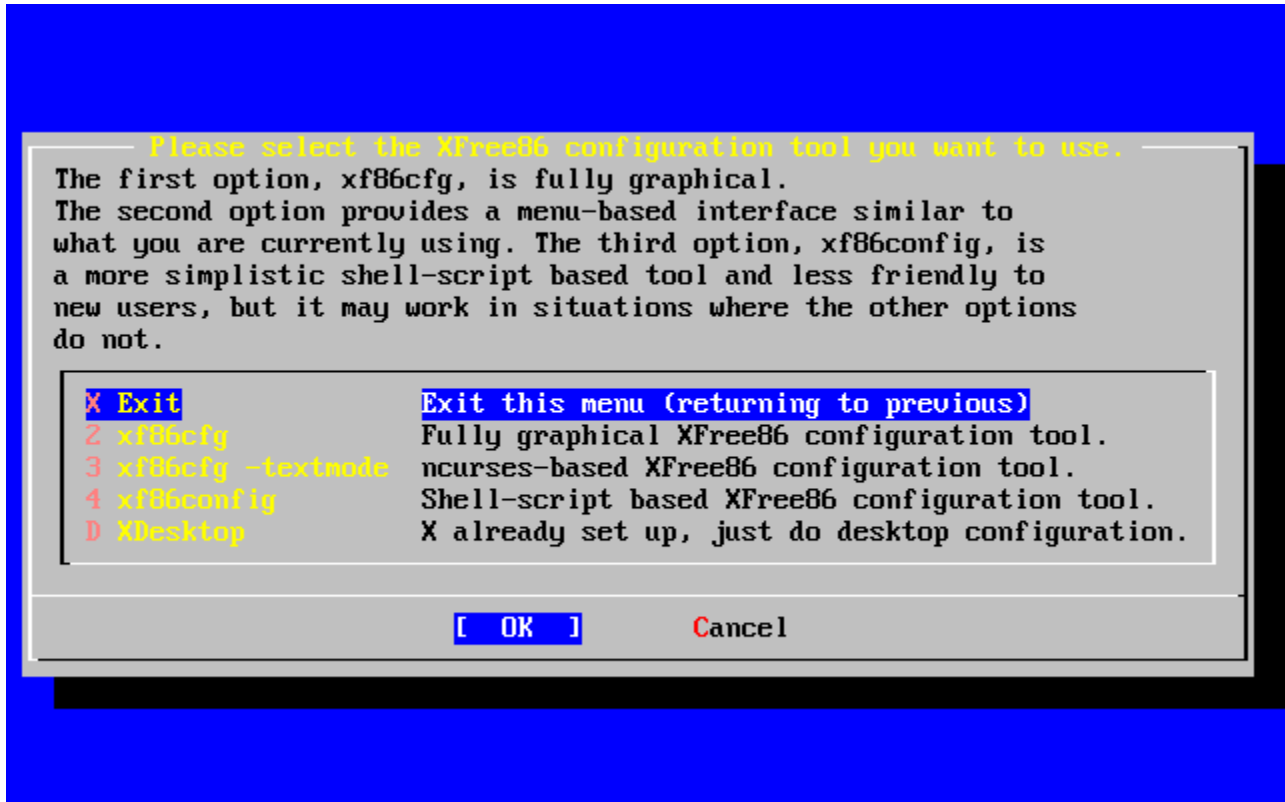 Please select the XFree86 configuration tool you want to use.
The first option, xf86cfg, is fully graphical.
The second option provides a menu-based interface similar to
what you are currently using. The third option, xf86config, is
a more simplistic shell-script based tool and less friendly to
new users, but it may work in situations where the other options
do not.
X Exit Exit this menu (returning to previous)
2 xf86cfg Fully graphical XFree86 configuration tool.
3 xf86cfg -textmode ncurses-based XFree86 configuration tool.
4 xf86config Shell-script based XFree86 configuration tool.
D XDesktop X already set up, just do desktop configuration.
[ OK ] Cancel